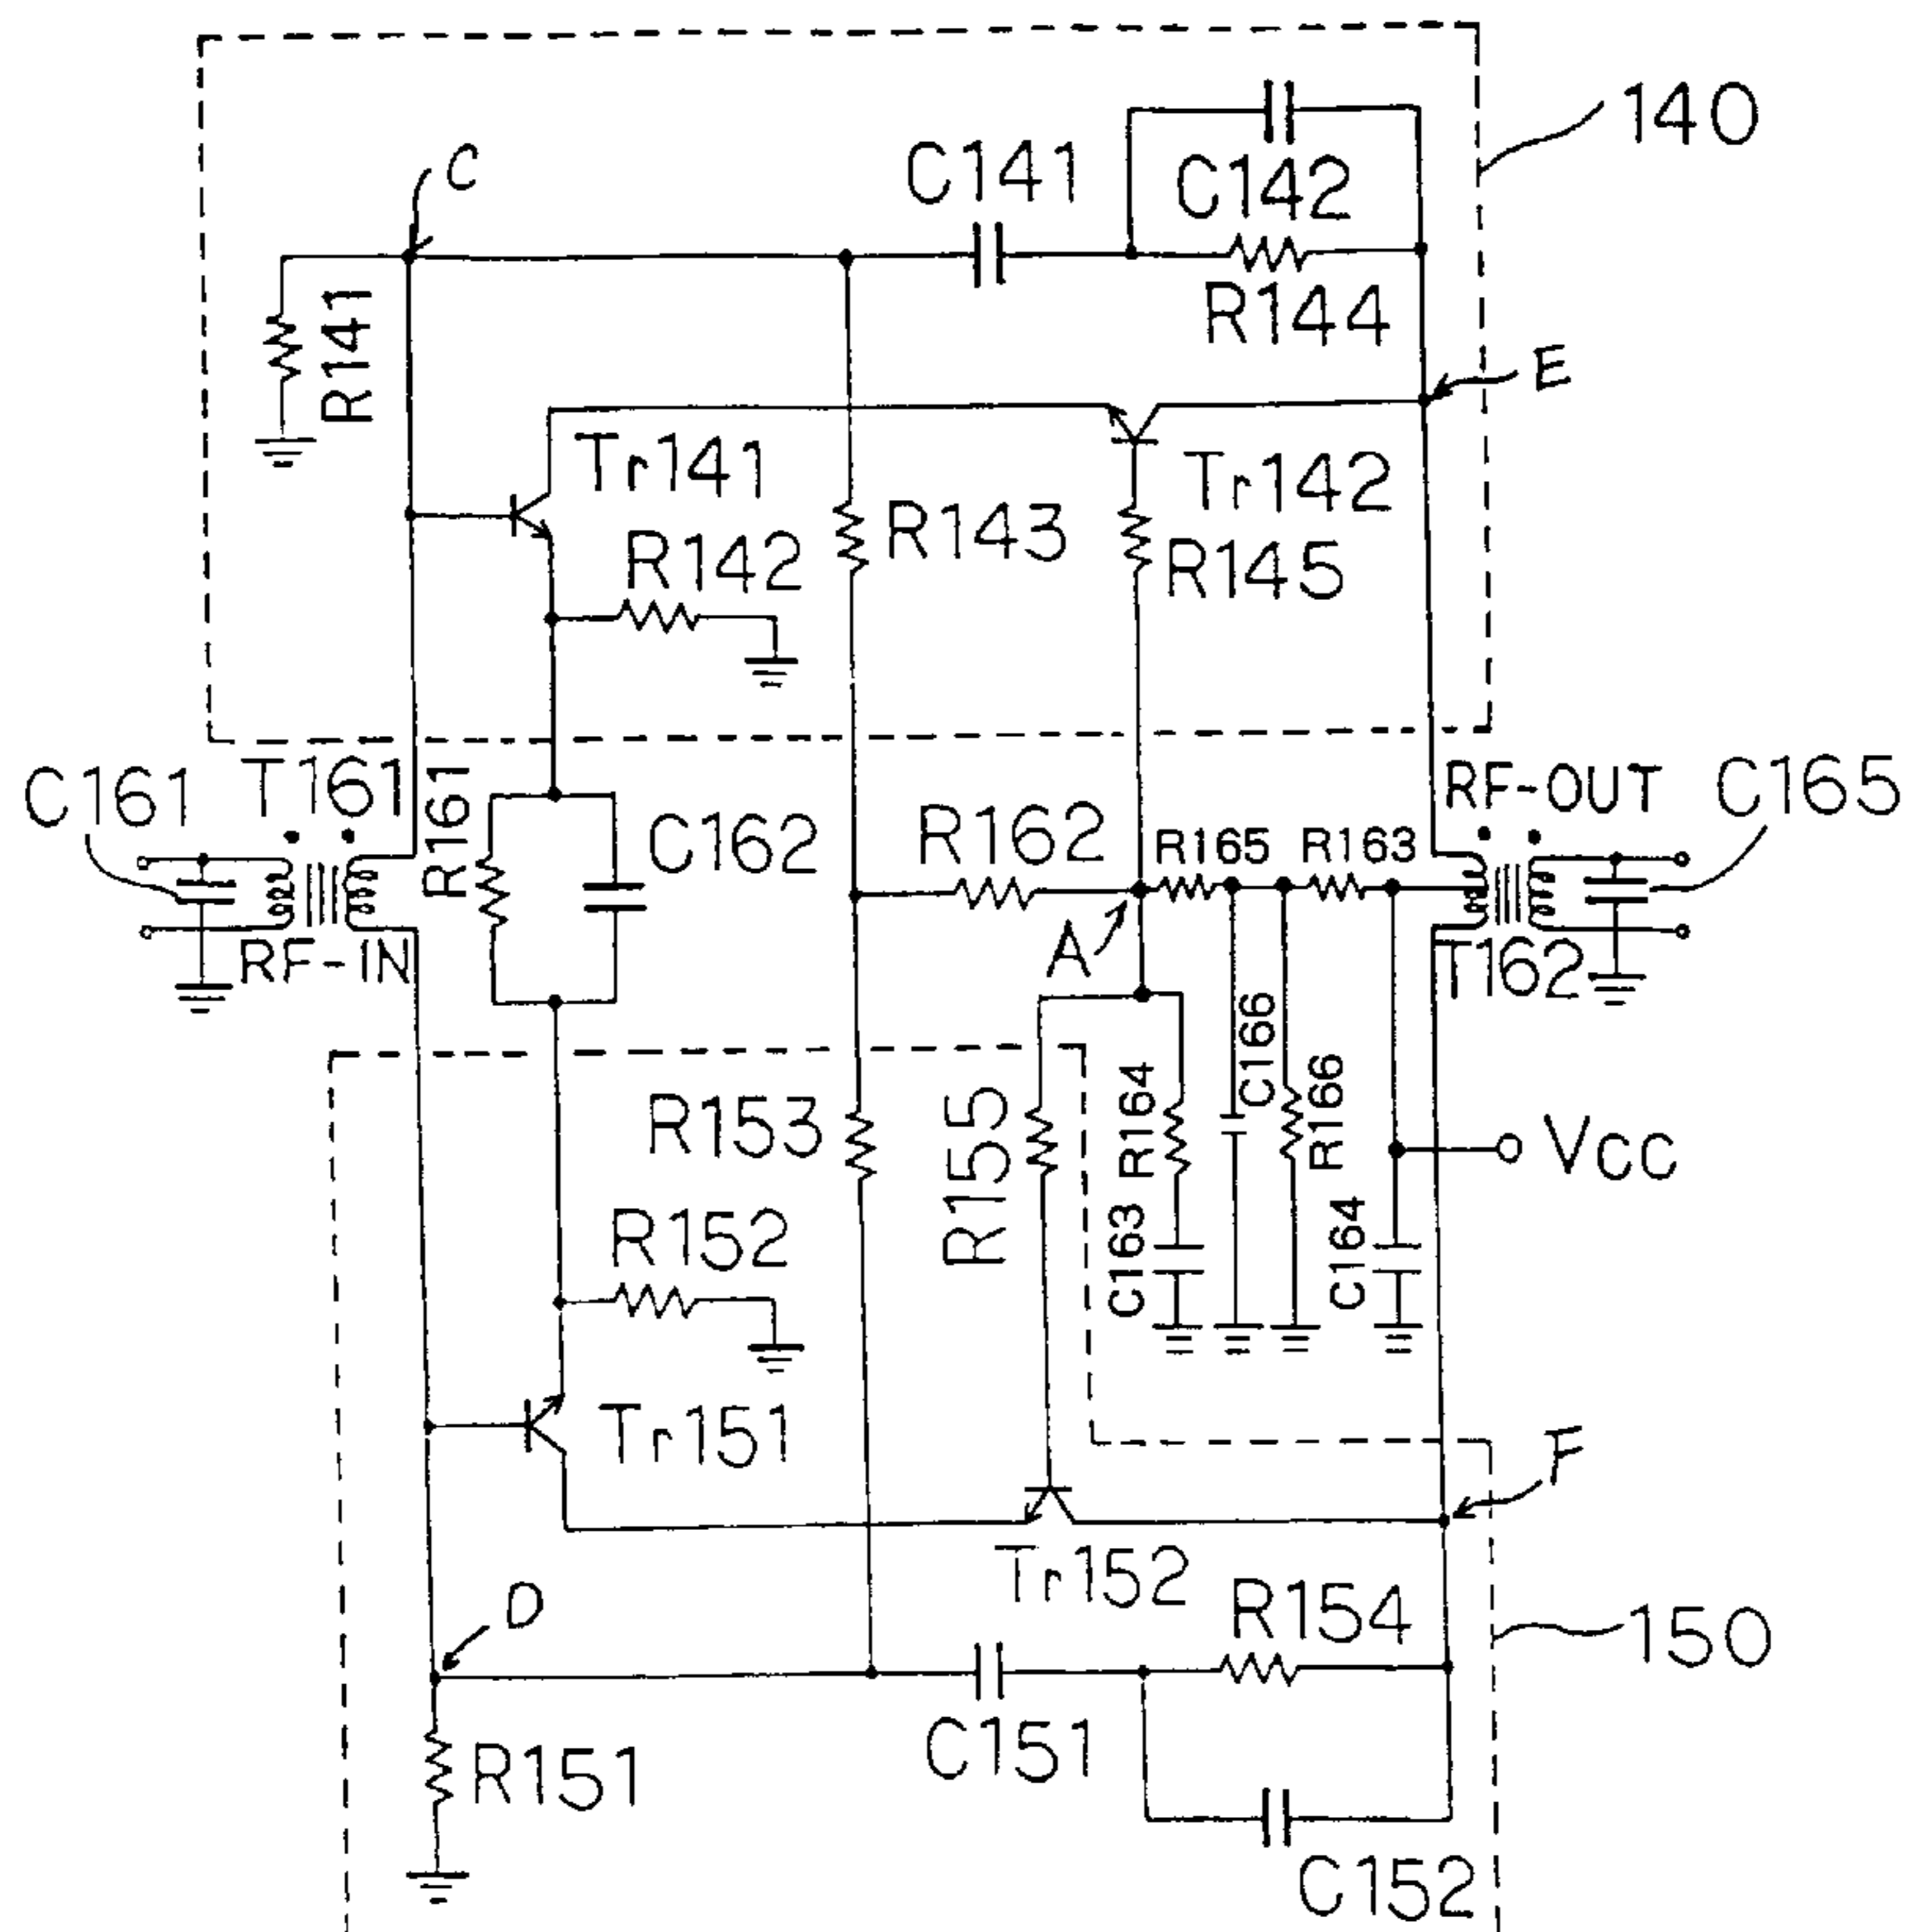 140
C
C141
C142
R144
R141
E
Tr141
Tr142
R143
R142
R145
C161
T161
R161
C162
R162
R165
R163
RF-OUT
C165
RF-IN
A
T162
C166
R153
R155
R164
R166
Vcc
R152
C163
C164
Tr151
F
Tr152
D
R154
150
C151
R151
C152